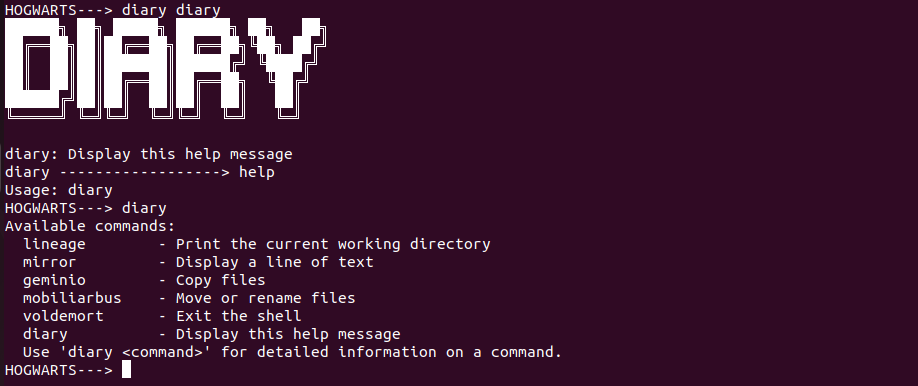 HOGWARTS---> diary diary
DIARY
diary: Display this help message
diary ------------------> help
Usage: diary
HOGWARTS---> diary
Available commands:
  lineage        - Print the current working directory
  mirror         - Display a line of text
  geminio        - Copy files
  mobiliarbus    - Move or rename files
  voldemort      - Exit the shell
  diary          - Display this help message
  Use 'diary <command>' for detailed information on a command.
HOGWARTS--->